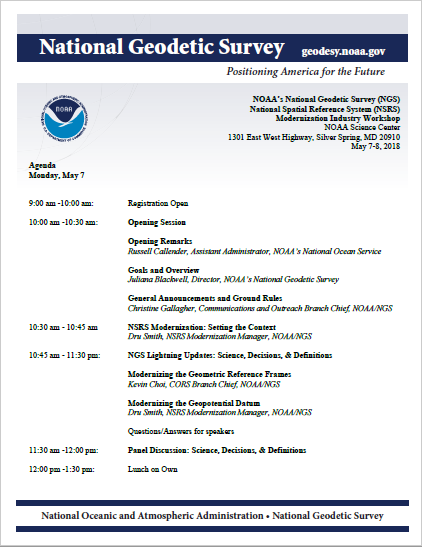 National Geodetic Survey geodesy.noaa.gov
Positioning America for the Future
NOAA
NOAA's National Geodetic Survey (NGS)
National Spatial Reference System (NSRS)
Modernization Industry Workshop
NOAA Science Center
1301 East West Highway, Silver Spring, MD 20910
May 7-8, 2018
Agenda
Monday, May 7
9:00 am -10:00 am: Registration Open
10:00 am -10:30 am: Opening Session
Opening Remarks
Russell Callender, Assistant Administrator, NOAA's National Ocean Service
Goals and Overview
Juliana Blackwell, Director, NOAA's National Geodetic Survey
General Announcements and Ground Rules
Christine Gallagher, Communications and Outreach Branch Chief, NOAA/NGS
10:30 am - 10:45 am NSRS Modernization: Setting the Context
Dru Smith, NSRS Modernization Manager, NOAA/NGS
10:45 am - 11:30 pm: NGS Lightning Updates: Science, Decisions, & Definitions
Modernizing the Geometric Reference Frames
Kevin Choi, CORS Branch Chief, NOAA/NGS
Modernizing the Geopotential Datum
Dru Smith, NSRS Modernization Manager, NOAA/NGS
Questions/Answers for speakers
11:30 am -12:00 pm: Panel Discussion: Science, Decisions, & Definitions
12:00 pm -1:30 pm: Lunch on Own
National Oceanic and Atmospheric Administration • National Geodetic Survey